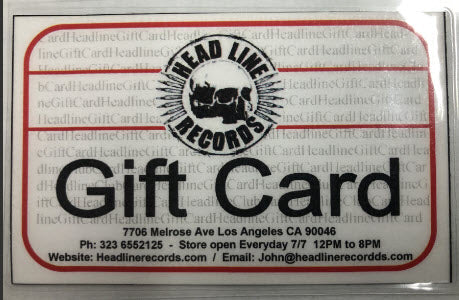 HEAD LINE
RECORDS
Gift Card
7706 Melrose Ave Los Angeles CA 90046
Ph: 323 6552125 - Store open Everyday 7/7 12PM to 8PM
Website: Headlinerecords.com / Email: John@headlinerecordds.com